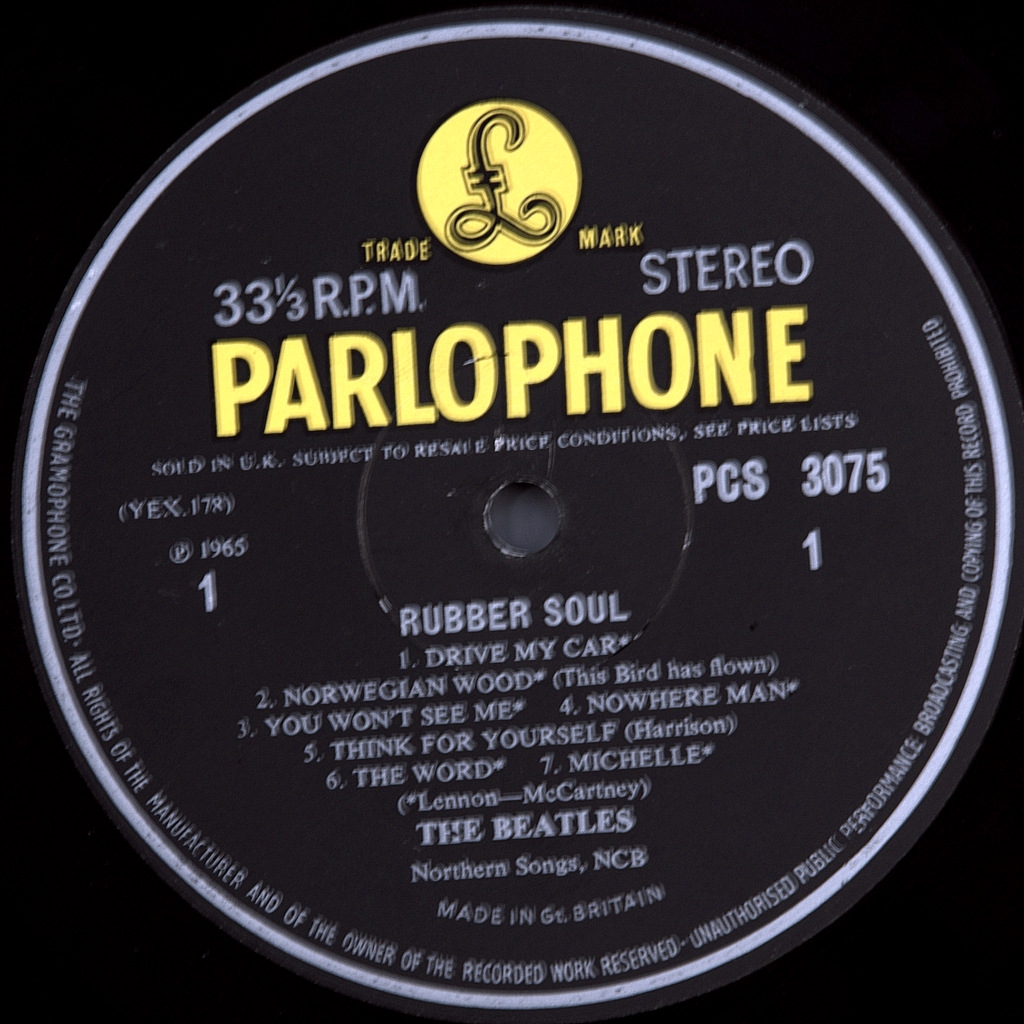 £
TRADE MARK
33⅓ R.P.M. STEREO
PARLOPHONE
SOLD IN U.K. SUBJECT TO RESALE PRICE CONDITIONS, SEE PRICE LISTS
(YEX.178) PCS 3075
℗ 1965
1 1
RUBBER SOUL
1. DRIVE MY CAR*
2. NORWEGIAN WOOD* (This Bird has flown)
3. YOU WON'T SEE ME* 4. NOWHERE MAN*
5. THINK FOR YOURSELF (Harrison)
6. THE WORD* 7. MICHELLE*
(*Lennon—McCartney)
THE BEATLES
Northern Songs, NCB
MADE IN Gt. BRITAIN
THE GRAMOPHONE CO. LTD. ALL RIGHTS OF THE MANUFACTURER AND OF THE OWNER OF THE RECORDED WORK RESERVED · UNAUTHORISED PUBLIC PERFORMANCE BROADCASTING AND COPYING OF THIS RECORD PROHIBITED